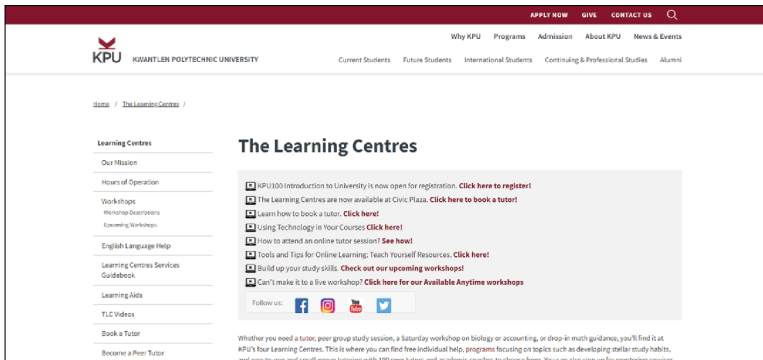 APPLY NOW GIVE CONTACT US
Why KPU Programs Admission About KPU News & Events
KPU KWANTLEN POLYTECHNIC UNIVERSITY
Current Students Future Students International Students Continuing & Professional Studies Alumni
Home / The Learning Centres /
Learning Centres
Our Mission
Hours of Operation
Workshops
Workshop Descriptions
Upcoming Workshops
English Language Help
Learning Centres Services
Guidebook
Learning Aids
TLC Videos
Book a Tutor
Become a Peer Tutor
The Learning Centres
KPU100 Introduction to University is now open for registration. Click here to register!
The Learning Centres are now available at Civic Plaza. Click here to book a tutor!
Learn how to book a tutor. Click here!
Using Technology in Your Courses Click here!
How to attend an online tutor session? See how!
Tools and Tips for Online Learning: Teach Yourself Resources. Click here!
Build up your study skills. Check out our upcoming workshops!
Can't make it to a live workshop? Click here for our Available Anytime workshops
Follow us:
Whether you need a tutor, peer group study session, a Saturday workshop on biology or accounting, or drop-in math guidance, you'll find it at
KPU's four Learning Centres. This is where you can find free individual help, programs focusing on topics such as developing stellar study habits,